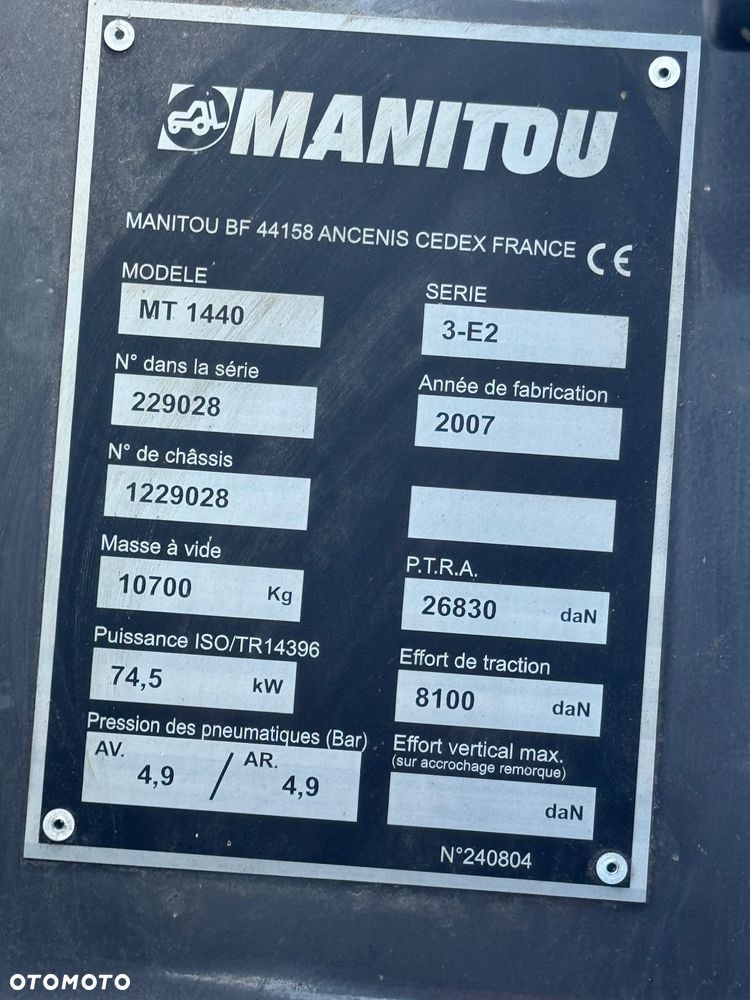 MANITOU
MANITOU BF 44158 ANCENIS CEDEX FRANCE CE
MODELE
MT 1440
SERIE
3-E2
N° dans la série
229028
Année de fabrication
2007
N° de châssis
1229028
Masse à vide
10700 Kg
P.T.R.A.
26830 daN
Puissance ISO/TR14396
74,5 kW
Effort de traction
8100 daN
Pression des pneumatiques (Bar)
AV. 4,9 / AR. 4,9
Effort vertical max.
(sur accrochage remorque)
daN
N°240804
OTOMOTO